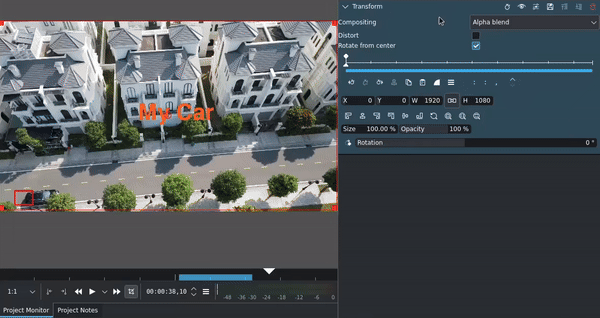 Transform
Compositing
Alpha blend
Distort
Rotate from center
X 0 Y 0 W 1920 H 1080
Size 100.00 % Opacity 100 %
Rotation 0 °
My Car
1:1
00:00:38,10
-48 -36 -30 -24 -18 -12 -6 0
Project Monitor Project Notes